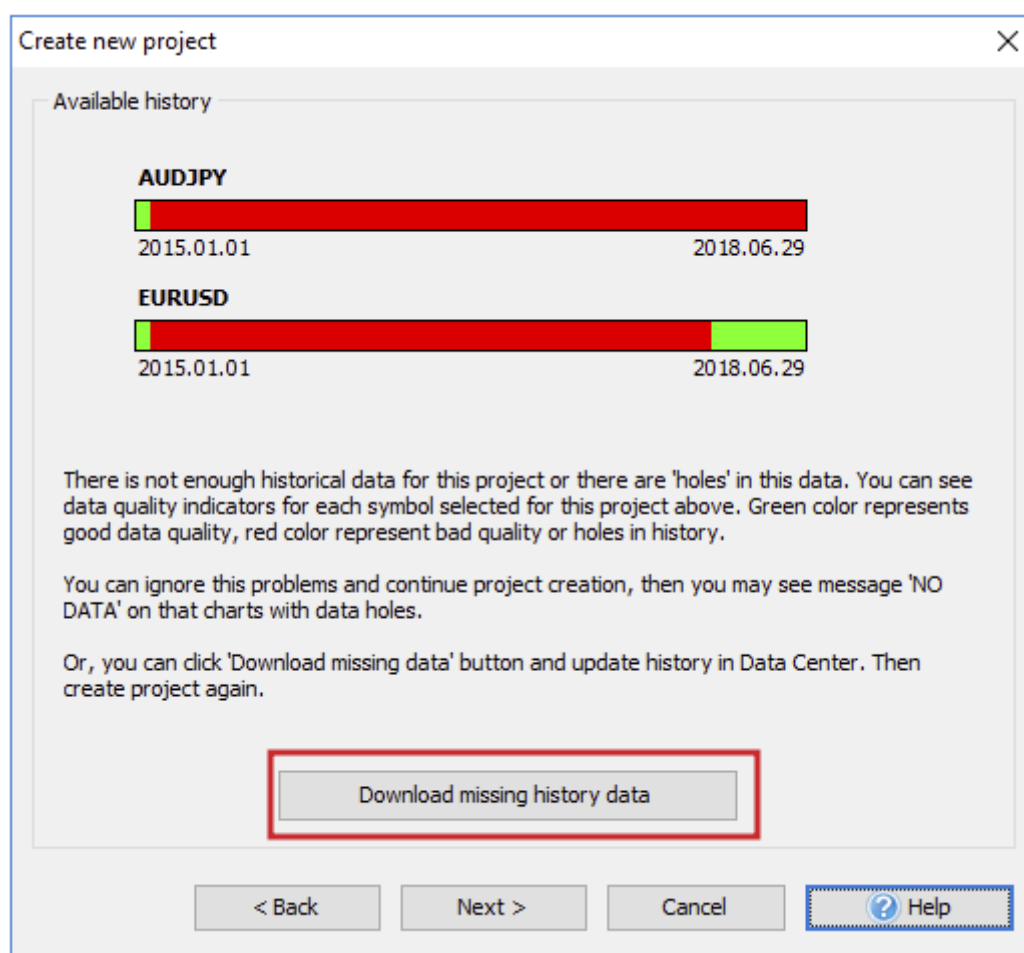 Create new project
Available history
AUDJPY
2015.01.01 2018.06.29
EURUSD
2015.01.01 2018.06.29
There is not enough historical data for this project or there are 'holes' in this data. You can see
data quality indicators for each symbol selected for this project above. Green color represents
good data quality, red color represent bad quality or holes in history.
You can ignore this problems and continue project creation, then you may see message 'NO
DATA' on that charts with data holes.
Or, you can click 'Download missing data' button and update history in Data Center. Then
create project again.
Download missing history data
< Back Next > Cancel ? Help